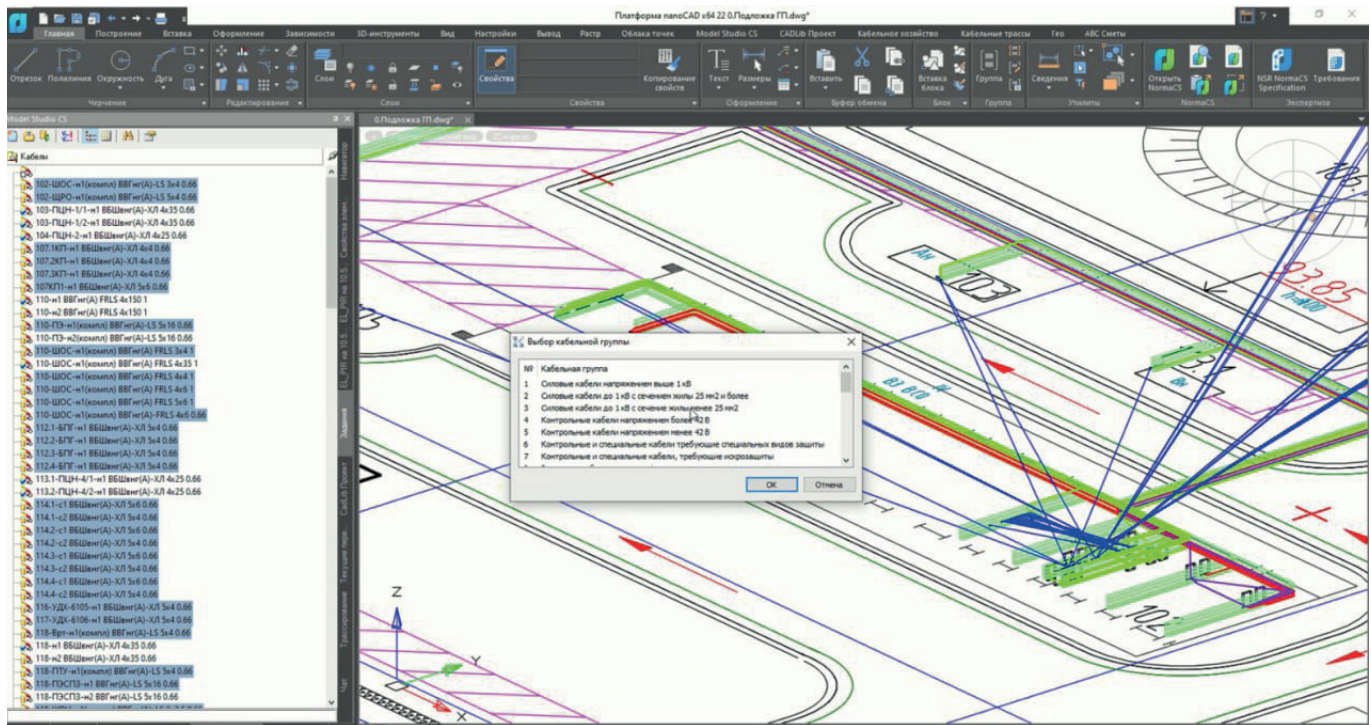 Платформа nanoCAD x64 22 0.Подложка ГП.dwg*
Главная Построение Вставка Оформление Зависимости 3D-инструменты Вид Настройки Вывод Растр Облака точек Model Studio CS CADLib Проект Кабельное хозяйство Кабельные трассы Гео АВС Сметы
Отрезок Полилиния Окружность Дуга Слои Свойства Копирование свойств Текст Размеры Вставить Вставка блока Группа Сведения Открыть NormaCS NSR NormaCS Specification Требования
Черчение Редактирование Слои Свойства Оформление Буфер обмена Блок Группа Утилиты NormaCS Экспертиза
Model Studio CS
0.Подложка ГП.dwg*
Кабели
102-ШОС-н1(компл) ВВГнг(А)-LS 3x4 0.66
102-ЩРО-н1(компл) ВВГнг(А)-LS 5x4 0.66
103-ПЦН-1/1-н1 ВБШвнг(А)-ХЛ 4x35 0.66
103-ПЦН-1/2-н1 ВБШвнг(А)-ХЛ 4x35 0.66
104-ПЦН-2-н1 ВБШвнг(А)-ХЛ 4x25 0.66
107.1КП-н1 ВБШвнг(А)-ХЛ 4x4 0.66
107.2КП-н1 ВБШвнг(А)-ХЛ 4x4 0.66
107.3КП-н1 ВБШвнг(А)-ХЛ 4x4 0.66
107КП1-н1 ВБШвнг(А)-ХЛ 5x6 0.66
110-н1 ВВГнг(А) FRLS 4x150 1
110-н2 ВВГнг(А) FRLS 4x150 1
110-ПЭ-н1(компл) ВВГнг(А)-LS 5x16 0.66
110-ПЭ-н2(компл) ВВГнг(А)-LS 5x16 0.66
110-ШОС-н1(компл) ВВГнг(А) FRLS 3x4 1
110-ШОС-н1(компл) ВВГнг(А) FRLS 4x35 1
110-ШОС-н1(компл) ВВГнг(А) FRLS 4x4 1
110-ШОС-н1(компл) ВВГнг(А) FRLS 4x6 1
110-ШОС-н1(компл) ВВГнг(А) FRLS 5x6 1
110-ШОС-н1(компл) ВВГнг(А)-FRLS 4x6 0.66
112.1-БПГ-н1 ВБШвнг(А)-ХЛ 5x4 0.66
112.2-БПГ-н1 ВБШвнг(А)-ХЛ 5x4 0.66
112.3-БПГ-н1 ВБШвнг(А)-ХЛ 5x4 0.66
112.4-БПГ-н1 ВБШвнг(А)-ХЛ 5x4 0.66
113.1-ПЦН-4/1-н1 ВБШвнг(А)-ХЛ 4x25 0.66
113.2-ПЦН-4/2-н1 ВБШвнг(А)-ХЛ 4x25 0.66
114.1-с1 ВБШвнг(А)-ХЛ 5x6 0.66
114.1-с2 ВБШвнг(А)-ХЛ 5x4 0.66
114.2-с1 ВБШвнг(А)-ХЛ 5x6 0.66
114.2-с2 ВБШвнг(А)-ХЛ 5x4 0.66
114.3-с1 ВБШвнг(А)-ХЛ 5x6 0.66
114.3-с2 ВБШвнг(А)-ХЛ 5x4 0.66
114.4-с1 ВБШвнг(А)-ХЛ 5x6 0.66
114.4-с2 ВБШвнг(А)-ХЛ 5x4 0.66
116-УДХ-6105-н1 ВБШвнг(А)-ХЛ 5x4 0.66
117-УДХ-6106-н1 ВБШвнг(А)-ХЛ 5x4 0.66
118-Врт-н1(компл) ВВГнг(А)-LS 5x4 0.66
118-н1 ВБШвнг(А)-ХЛ 4x35 0.66
118-н2 ВБШвнг(А)-ХЛ 4x35 0.66
118-ПТУ-н1(компл) ВВГнг(А)-LS 5x4 0.66
118-ПЭСПЗ-н1 ВВГнг(А)-LS 5x16 0.66
118-ПЭСПЗ-н2 ВВГнг(А)-LS 5x16 0.66
Навигатор
Задания
CadLib Проект
Трассирование
Чат
Выбор кабельной группы
№ Кабельная группа
1 Силовые кабели напряжением выше 1 кВ
2 Силовые кабели до 1 кВ с сечением жилы 25 мм2 и более
3 Силовые кабели до 1 кВ с сечение жилы менее 25 мм2
4 Контрольные кабели напряжением более 42 В
5 Контрольные кабели напряжением менее 42 В
6 Контрольные и специальные кабели требующие специальных видов защиты
7 Контрольные и специальные кабели, требующие искрозащиты
OK Отмена
Ан
103
93.85
Вн
102
Z
Y
X